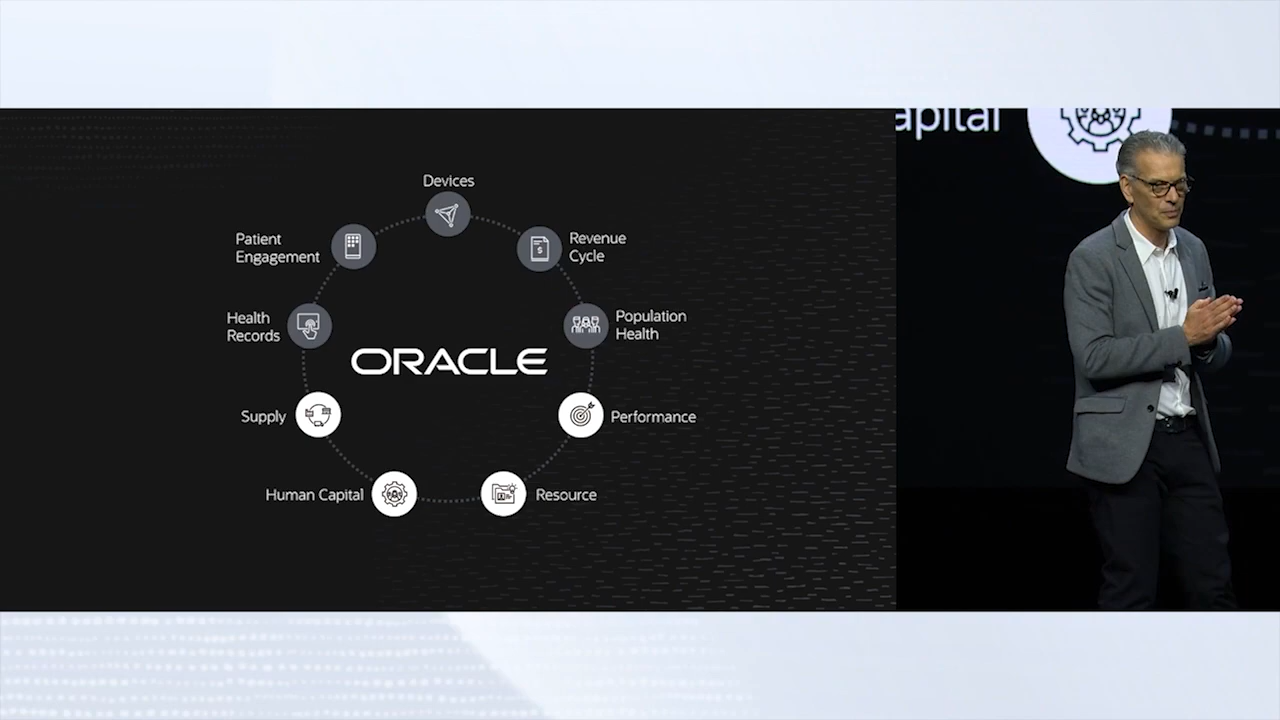 Devices
Patient
Engagement
Revenue
Cycle
Health
Records
Population
Health
ORACLE
Supply
Performance
Human Capital
Resource
apital